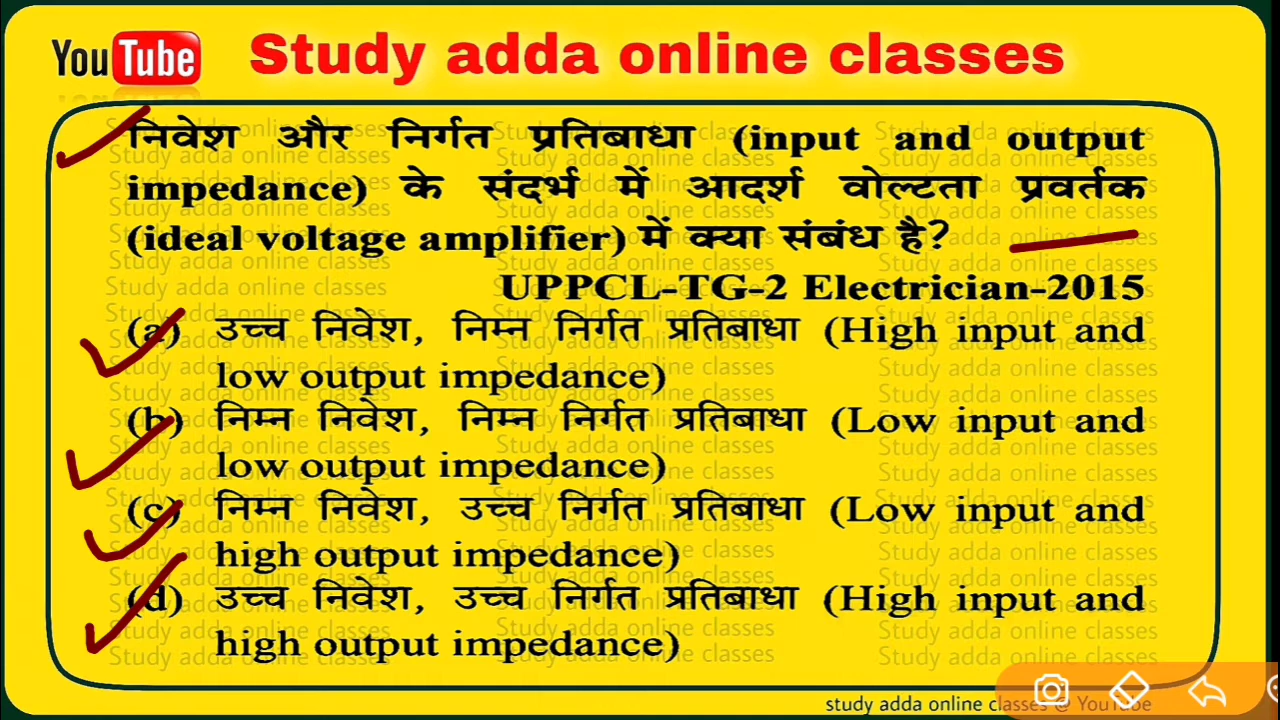 YouTube Study adda online classes
निवेश और निर्गत प्रतिबाधा (input and output
impedance) के संदर्भ में आदर्श वोल्टता प्रवर्तक
(ideal voltage amplifier) में क्या संबंध है?
UPPCL-TG-2 Electrician-2015
(a) उच्च निवेश, निम्न निर्गत प्रतिबाधा (High input and
low output impedance)
(b) निम्न निवेश, निम्न निर्गत प्रतिबाधा (Low input and
low output impedance)
(c) निम्न निवेश, उच्च निर्गत प्रतिबाधा (Low input and
high output impedance)
(d) उच्च निवेश, उच्च निर्गत प्रतिबाधा (High input and
high output impedance)
study adda online classes @ YouTube